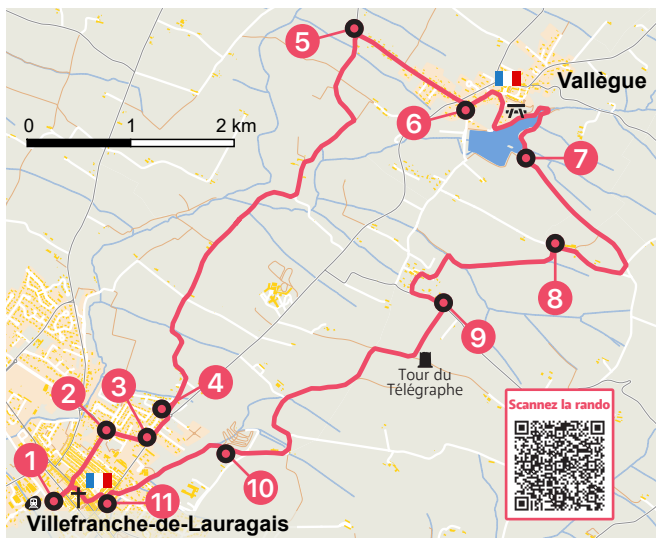 5
Vallègue
0 1 2 km
6
7
8
9
Tour du
Télégraphe
4
3
2
Scannez la rando
1
10
11
Villefranche-de-Lauragais